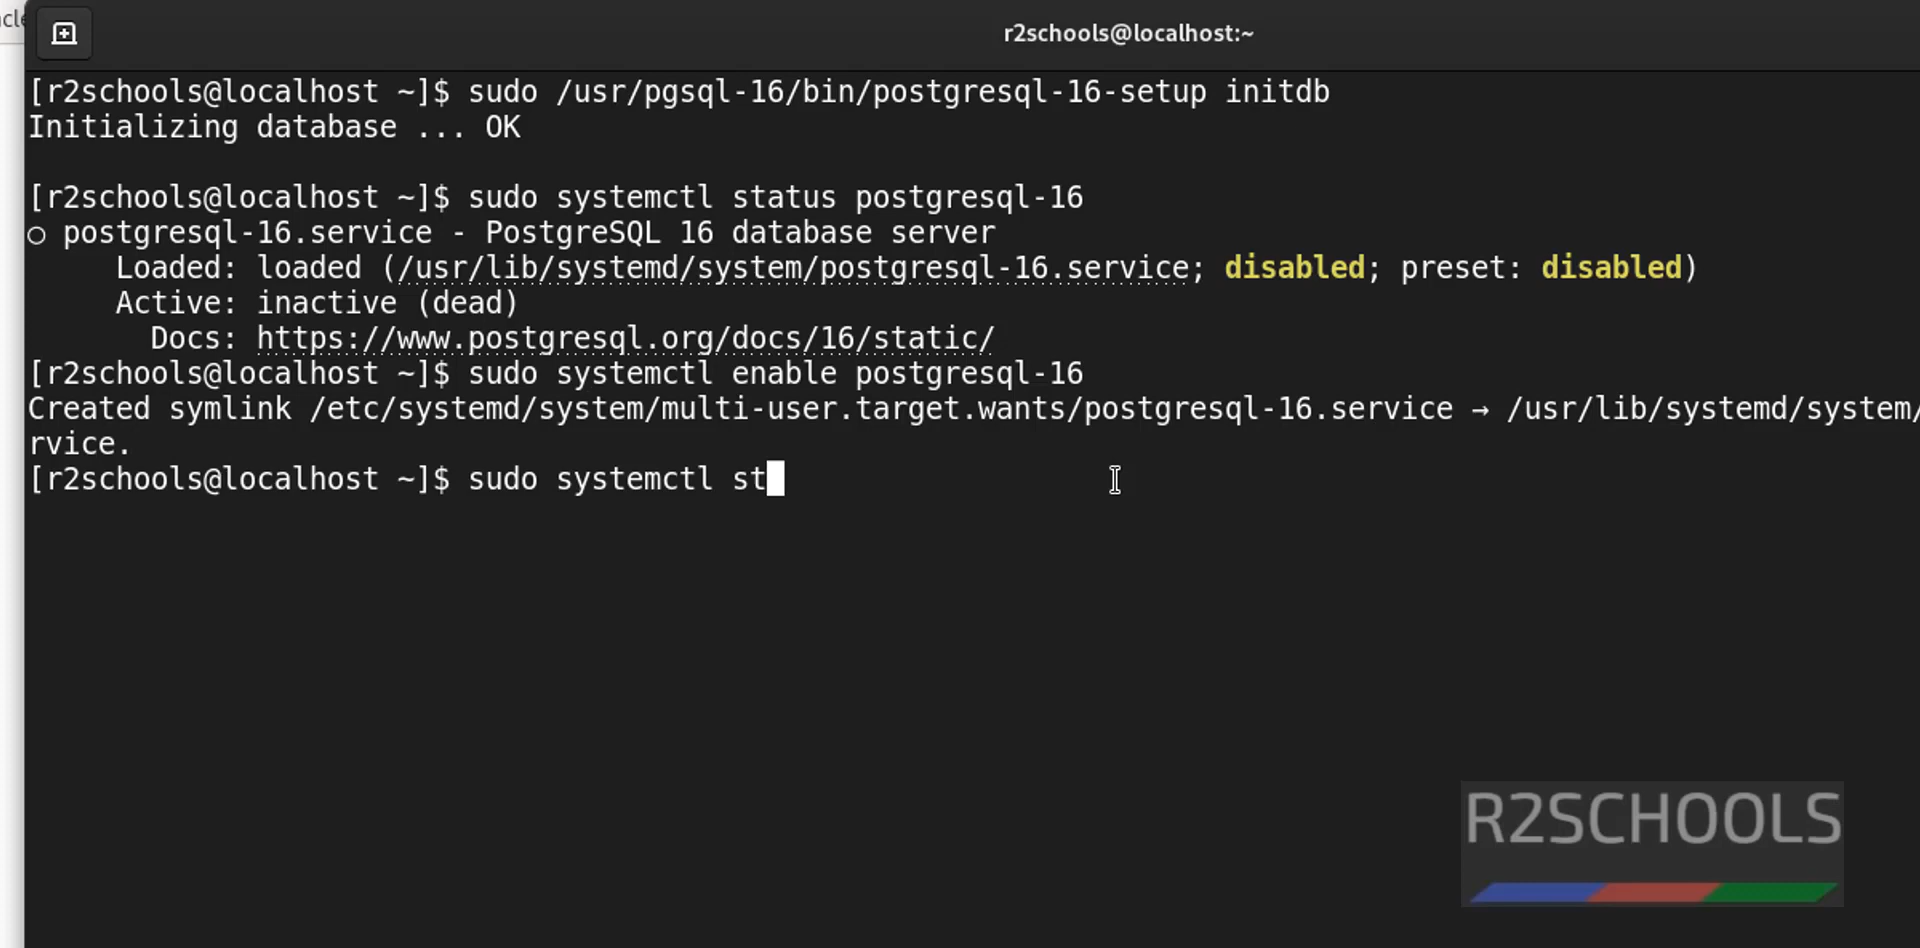 r2schools@localhost:~
[r2schools@localhost ~]$ sudo /usr/pgsql-16/bin/postgresql-16-setup initdb
Initializing database ... OK
[r2schools@localhost ~]$ sudo systemctl status postgresql-16
○ postgresql-16.service - PostgreSQL 16 database server
Loaded: loaded (/usr/lib/systemd/system/postgresql-16.service; disabled; preset: disabled)
Active: inactive (dead)
Docs: https://www.postgresql.org/docs/16/static/
[r2schools@localhost ~]$ sudo systemctl enable postgresql-16
Created symlink /etc/systemd/system/multi-user.target.wants/postgresql-16.service → /usr/lib/systemd/system/
rvice.
[r2schools@localhost ~]$ sudo systemctl st
R2SCHOOLS